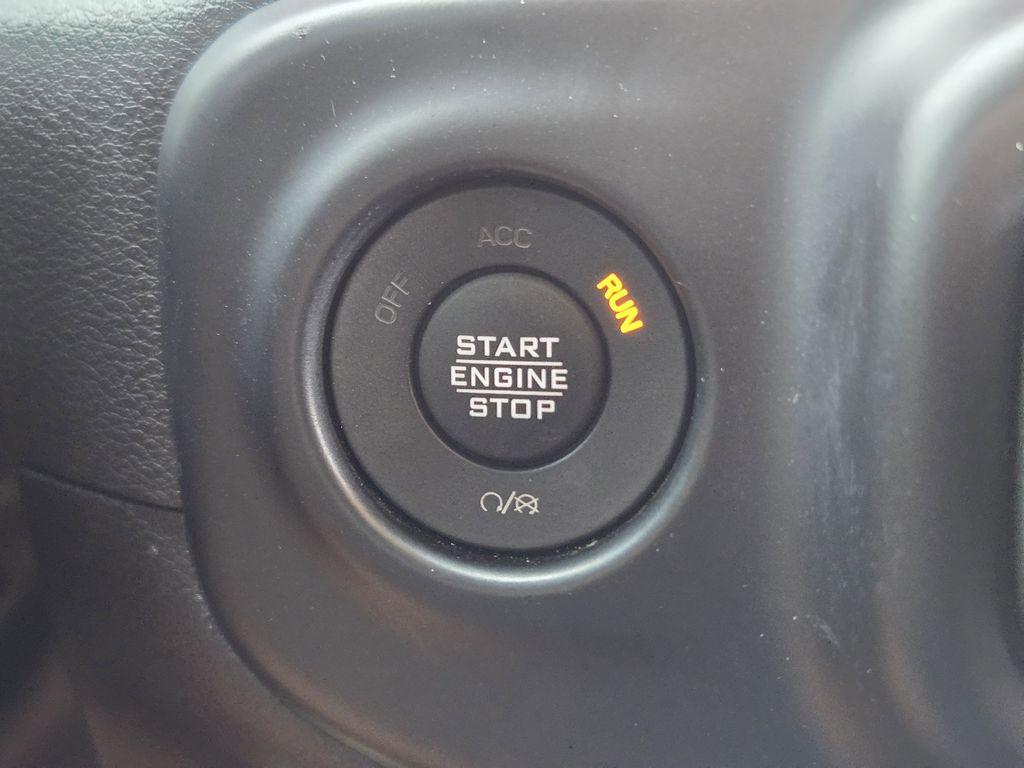 ACC
OFF
RUN
START
ENGINE
STOP